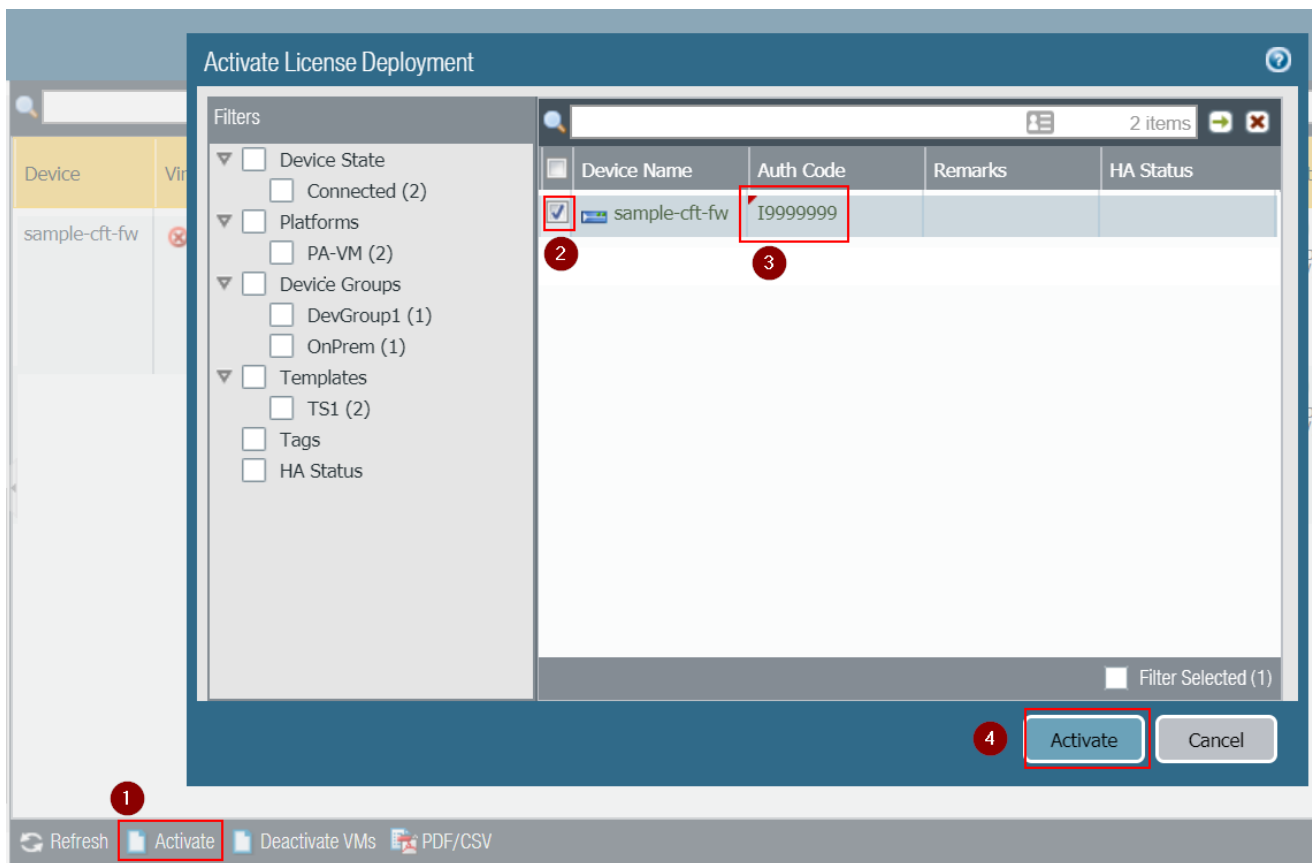 Activate License Deployment
Filters
Device State
Connected (2)
Platforms
PA-VM (2)
Device Groups
DevGroup1 (1)
OnPrem (1)
Templates
TS1 (2)
Tags
HA Status
2 items
Device Name Auth Code Remarks HA Status
sample-cft-fw I9999999
2
3
Filter Selected (1)
4 Activate Cancel
Device
sample-cft-fw
1
Refresh Activate Deactivate VMs PDF/CSV